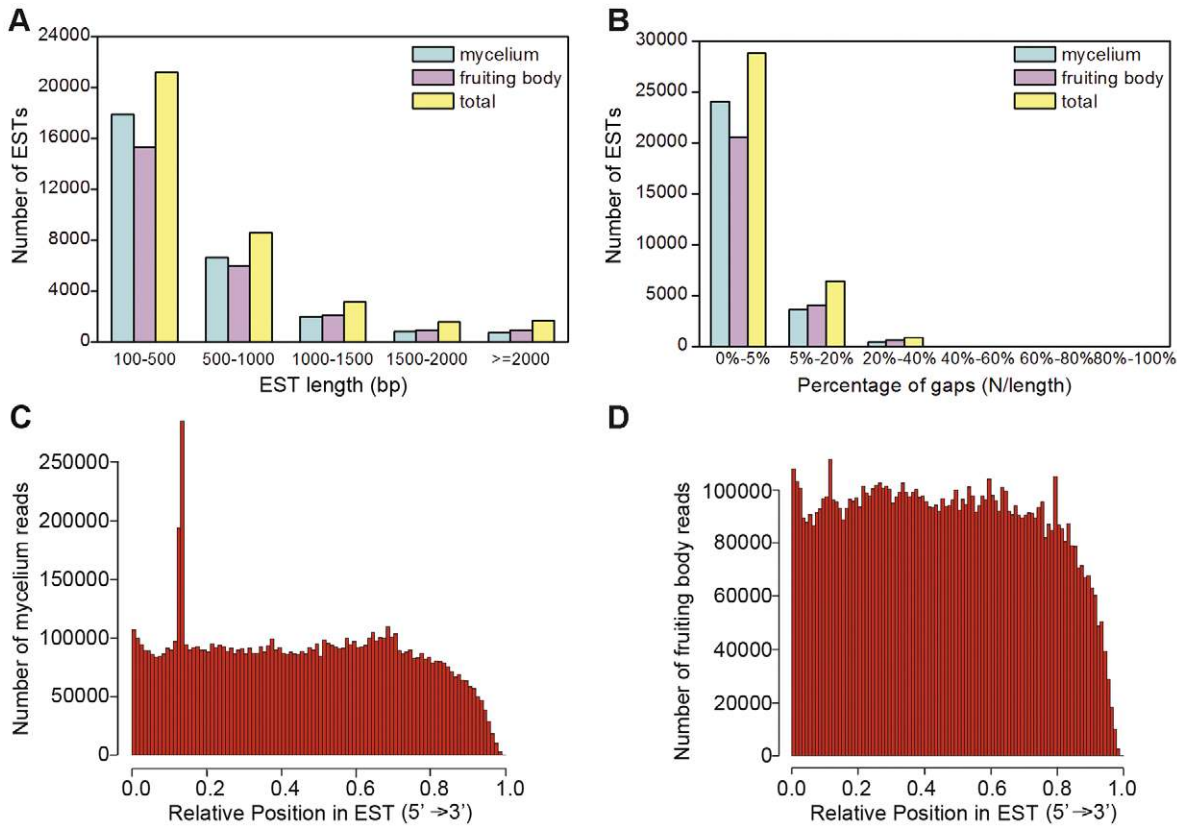 A
24000
20000
16000
12000
8000
4000
0
Number of ESTs
mycelium
fruiting body
total
100-500 500-1000 1000-1500 1500-2000 >=2000
EST length (bp)
B
30000
25000
20000
15000
10000
5000
0
Number of ESTs
mycelium
fruiting body
total
0%-5% 5%-20% 20%-40% 40%-60% 60%-80%80%-100%
Percentage of gaps (N/length)
C
250000
200000
150000
100000
50000
0
Number of mycelium reads
0.0 0.2 0.4 0.6 0.8 1.0
Relative Position in EST (5' →3')
D
100000
80000
60000
40000
20000
0
Number of fruiting body reads
0.0 0.2 0.4 0.6 0.8 1.0
Relative Position in EST (5' →3')